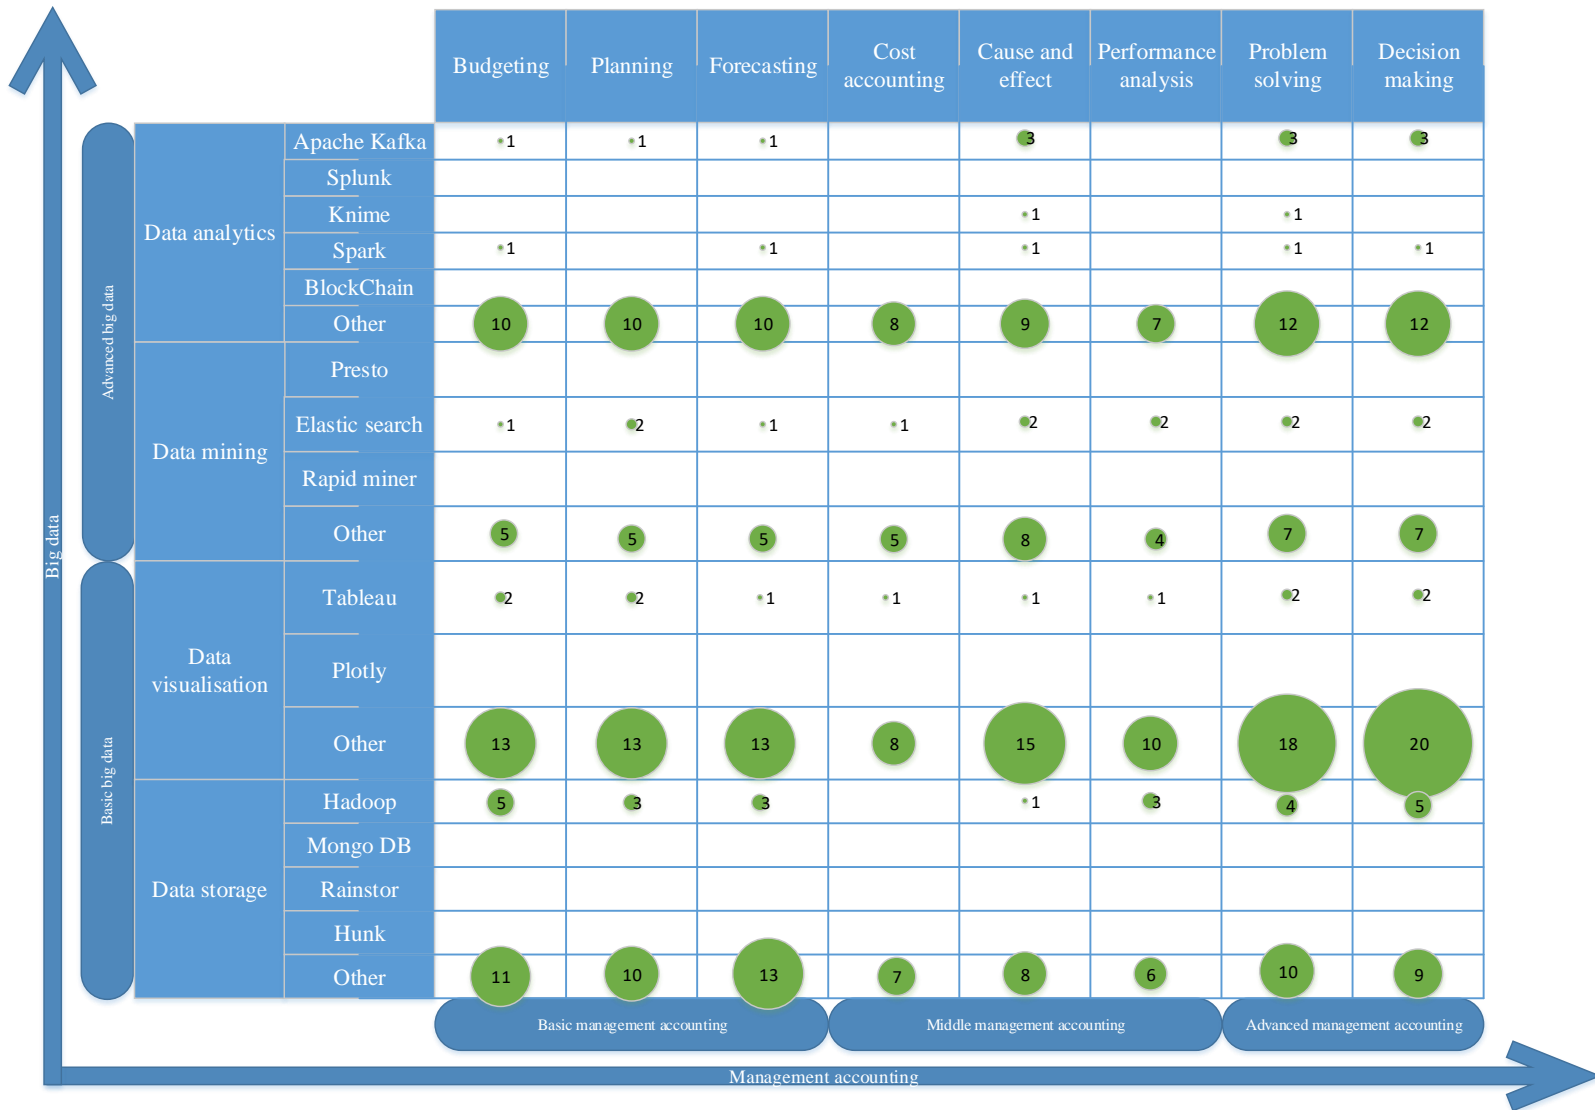 Budgeting
Planning
Forecasting
Cost
accounting
Cause and
effect
Performance
analysis
Problem
solving
Decision
making
Big data
Advanced big data
Data analytics
Apache Kafka
1
1
1
3
3
3
Splunk
Knime
1
1
Spark
1
1
1
1
1
BlockChain
Other
10
10
10
8
9
7
12
12
Data mining
Presto
Elastic search
1
2
1
1
2
2
2
2
Rapid miner
Other
5
5
5
5
8
4
7
7
Basic big data
Data
visualisation
Tableau
2
2
1
1
1
1
2
2
Plotly
Other
13
13
13
8
15
10
18
20
Data storage
Hadoop
5
3
3
1
3
4
5
Mongo DB
Rainstor
Hunk
Other
11
10
13
7
8
6
10
9
Basic management accounting
Middle management accounting
Advanced management accounting
Management accounting